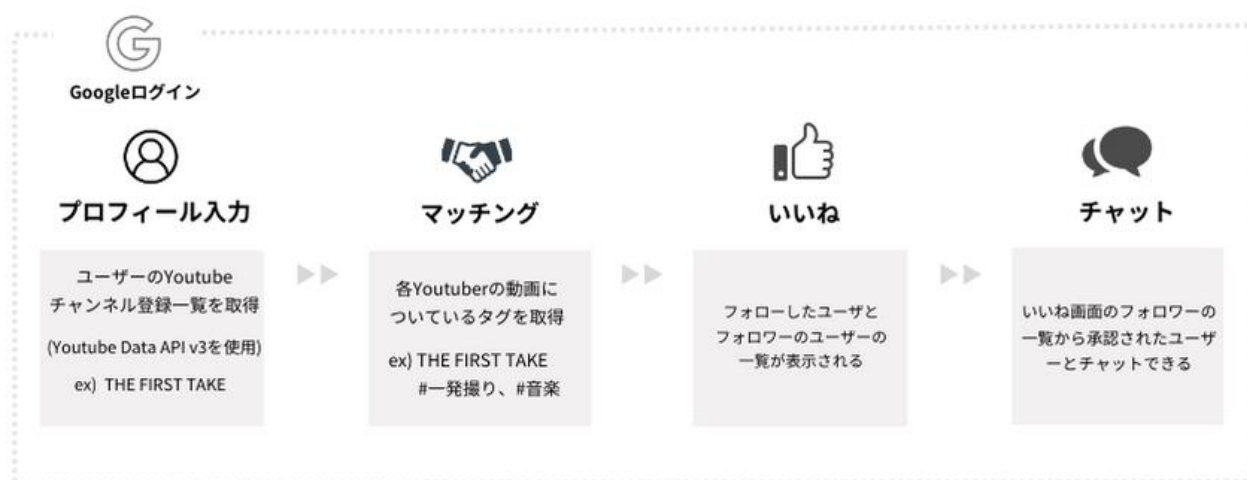 Googleログイン
プロフィール入力
ユーザーのYoutube
チャンネル登録一覧を取得
(Youtube Data API v3を使用)
ex) THE FIRST TAKE
マッチング
各Youtuberの動画に
ついているタグを取得
ex) THE FIRST TAKE
#一発撮り、#音楽
いいね
フォローしたユーザと
フォロワーのユーザーの
一覧が表示される
チャット
いいね画面のフォロワーの
一覧から承認されたユーザ
ーとチャットできる